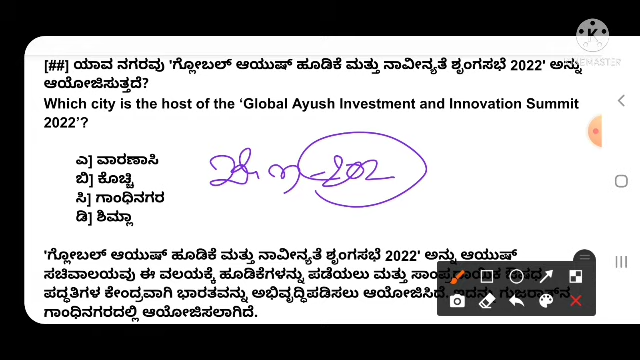 [##] ಯಾವ ನಗರವು 'ಗ್ಲೋಬಲ್ ಆಯುಷ್ ಹೂಡಿಕೆ ಮತ್ತು ನಾವೀನ್ಯತೆ ಶೃಂಗಸಭೆ 2022' ಅನ್ನು
ಆಯೋಜಿಸುತ್ತದೆ?
Which city is the host of the ‘Global Ayush Investment and Innovation Summit
2022’?
ಎ] ವಾರಣಾಸಿ
ಬಿ] ಕೊಚ್ಚಿ
ಸಿ] ಗಾಂಧಿನಗರ
ಡಿ] ಶಿಮ್ಲಾ
'ಗ್ಲೋಬಲ್ ಆಯುಷ್ ಹೂಡಿಕೆ ಮತ್ತು ನಾವೀನ್ಯತೆ ಶೃಂಗಸಭೆ 2022' ಅನ್ನು ಆಯುಷ್
ಸಚಿವಾಲಯವು ಈ ವಲಯಕ್ಕೆ ಹೂಡಿಕೆಗಳನ್ನು ಪಡೆಯಲು ಮತ್ತು
ಪದ್ಧತಿಗಳ ಕೇಂದ್ರವಾಗಿ ಭಾರತವನ್ನು ಅಭಿವೃದ್ಧಿಪಡಿಸಲು ಆಯೋಜಿಸಿದೆ. ಇದನ್ನು ಗುಜರಾತ್‌ನ
ಗಾಂಧಿನಗರದಲ್ಲಿ ಆಯೋಜಿಸಲಾಗಿದೆ.